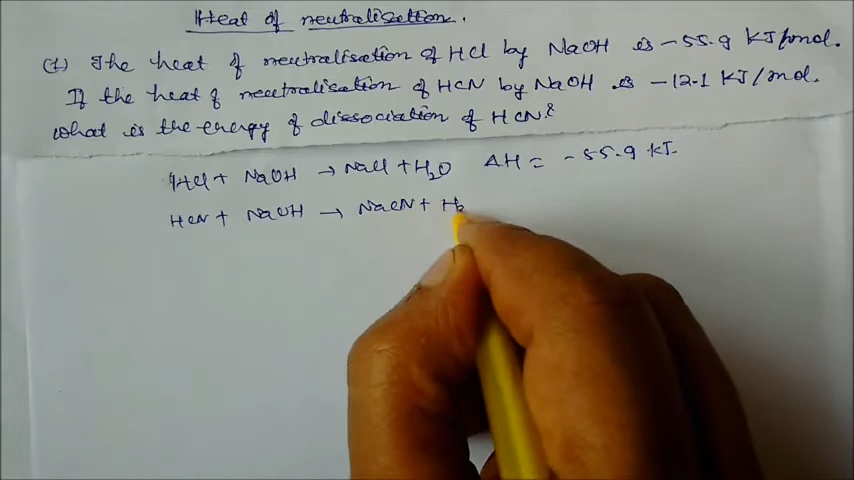 Heat of neutralisation.
(1) The heat of neutralisation of HCl by NaOH is -55.9 KJ/mol.
If the heat of neutralisation of HCN by NaOH is -12.1 KJ/mol.
what is the energy of dissociation of HCN?
HCl + NaOH → NaCl + H2O ΔH = -55.9 KJ.
HCN + NaOH → NaCN + H2